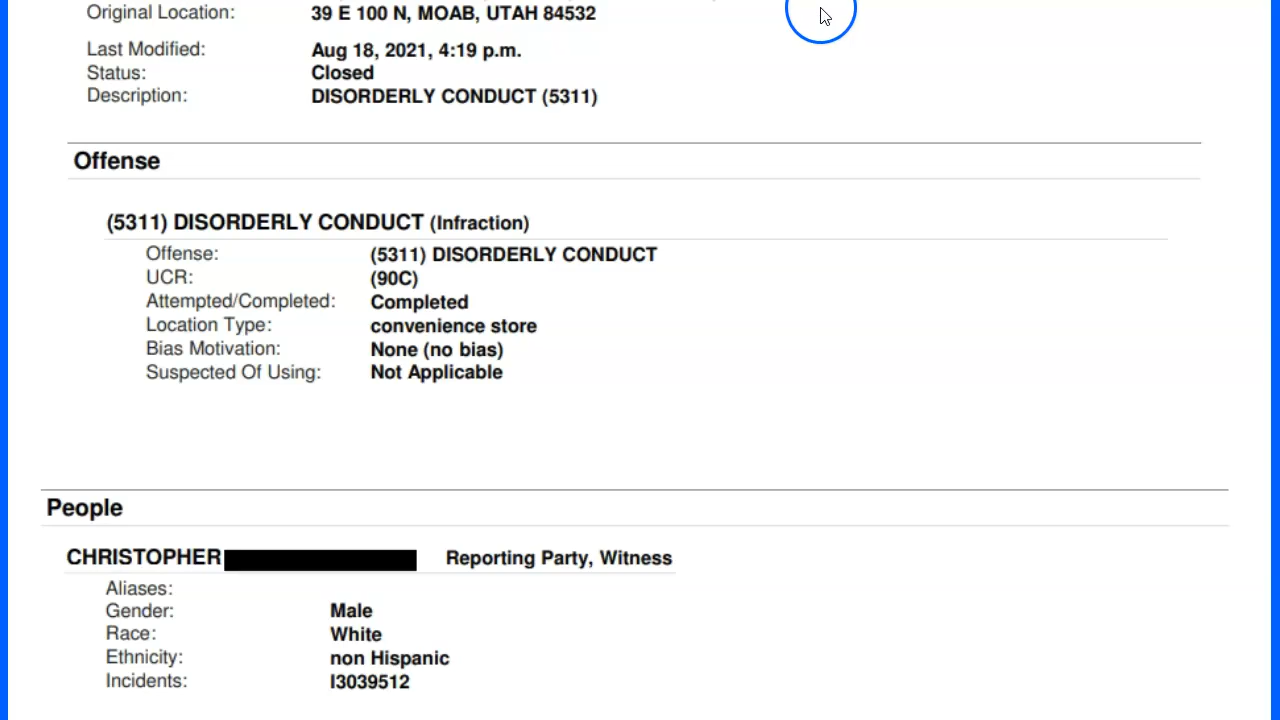 Original Location: 39 E 100 N, MOAB, UTAH 84532
Last Modified: Aug 18, 2021, 4:19 p.m.
Status: Closed
Description: DISORDERLY CONDUCT (5311)
Offense
(5311) DISORDERLY CONDUCT (Infraction)
Offense: (5311) DISORDERLY CONDUCT
UCR: (90C)
Attempted/Completed: Completed
Location Type: convenience store
Bias Motivation: None (no bias)
Suspected Of Using: Not Applicable
People
CHRISTOPHER Reporting Party, Witness
Aliases:
Gender: Male
Race: White
Ethnicity: non Hispanic
Incidents: I3039512